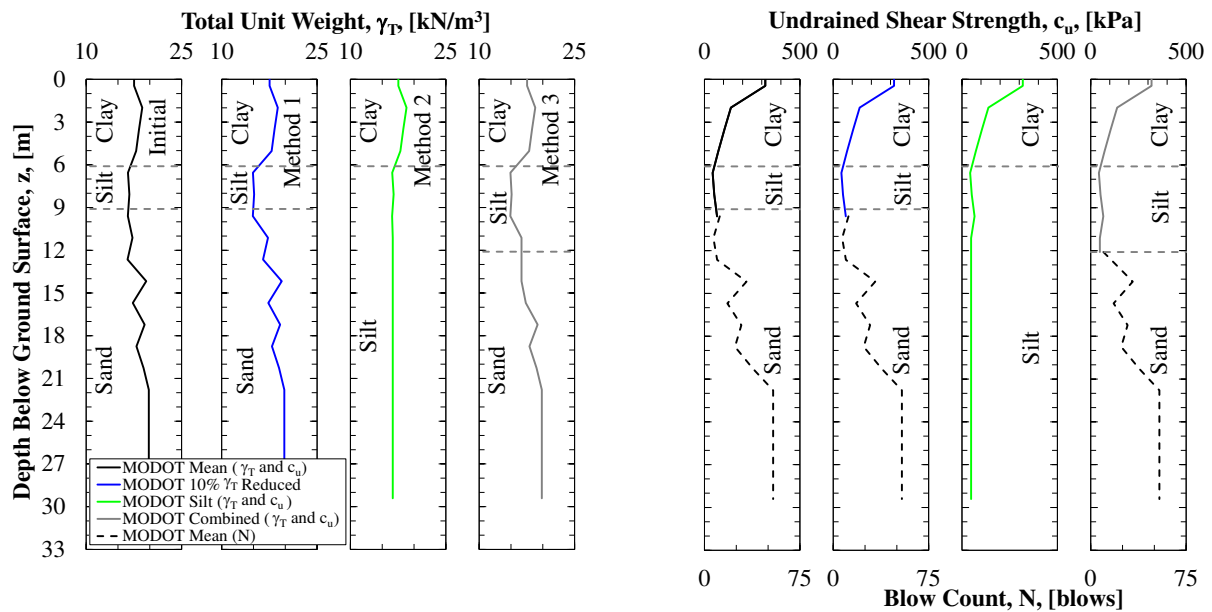 Total Unit Weight, γT, [kN/m³]
Undrained Shear Strength, cu, [kPa]
10 25 10 25 10 25 10 25
0 500 0 500 0 500 0 500
Depth Below Ground Surface, z, [m]
0
3
6
9
12
15
18
21
24
27
30
33
Clay
Silt
Sand
Initial
Clay
Silt
Sand
Method 1
Clay
Silt
Method 2
Clay
Silt
Sand
Method 3
Clay
Silt
Sand
Clay
Silt
Sand
Clay
Silt
Clay
Silt
Sand
MODOT Mean (γT and cu)
MODOT 10% γT Reduced
MODOT Silt (γT and cu)
MODOT Combined (γT and cu)
MODOT Mean (N)
0 75 0 75 0 75
Blow Count, N, [blows]